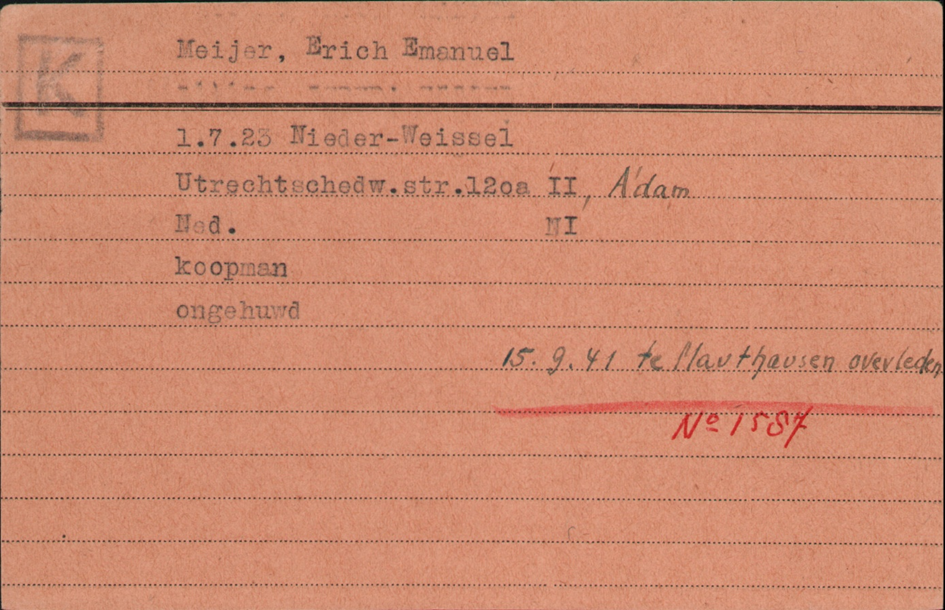 K
Meijer, Erich Emanuel
1.7.23 Nieder-Weissel
Utrechtschedw.str.120a II, A'dam
Ned. NI
koopman
ongehuwd
15.9.41 te Mauthausen overleden
No 1587